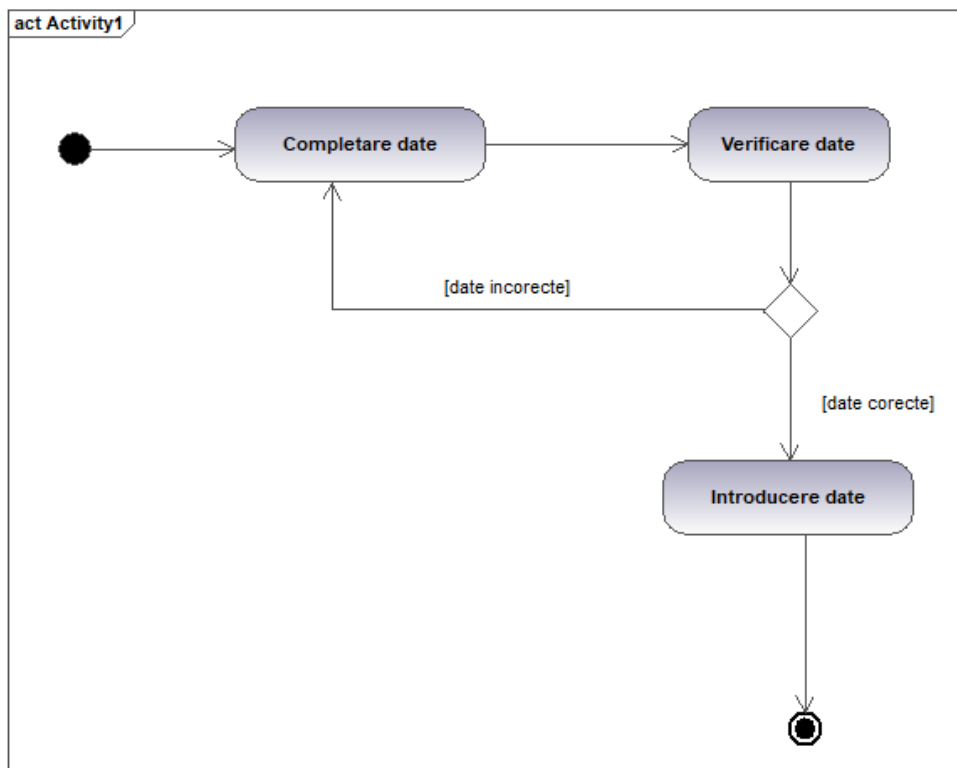 act Activity1
Completare date
Verificare date
[date incorecte]
[date corecte]
Introducere date